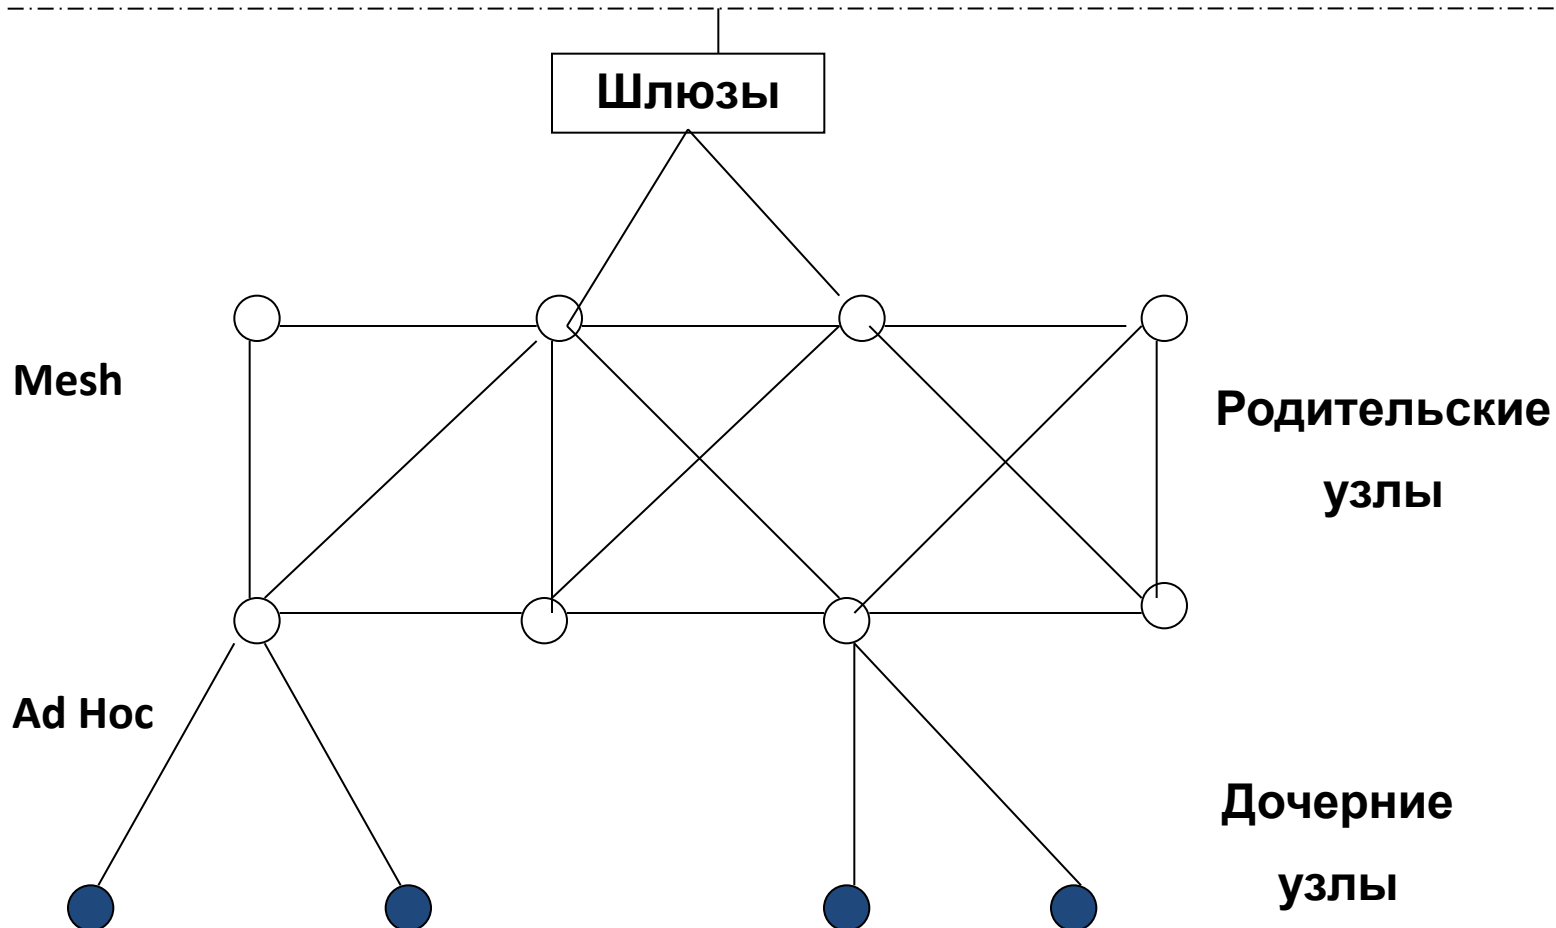 Шлюзы
Mesh
Родительские
узлы
Ad Hoc
Дочерние
узлы